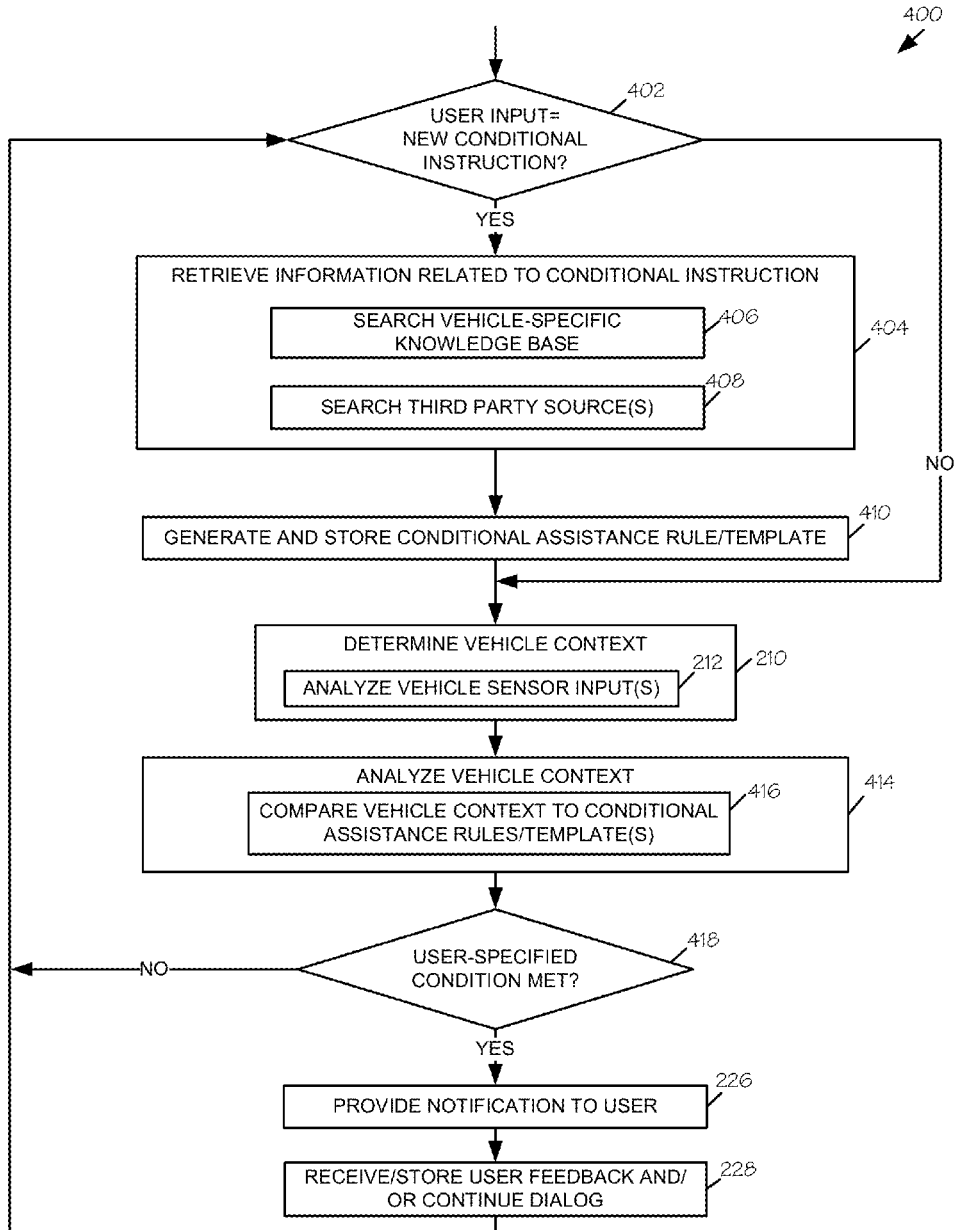 400
402
USER INPUT=
NEW CONDITIONAL
INSTRUCTION?
YES
RETRIEVE INFORMATION RELATED TO CONDITIONAL INSTRUCTION
SEARCH VEHICLE-SPECIFIC
KNOWLEDGE BASE
406
404
408
SEARCH THIRD PARTY SOURCE(S)
NO
410
GENERATE AND STORE CONDITIONAL ASSISTANCE RULE/TEMPLATE
DETERMINE VEHICLE CONTEXT
212
210
ANALYZE VEHICLE SENSOR INPUT(S)
ANALYZE VEHICLE CONTEXT
414
COMPARE VEHICLE CONTEXT TO CONDITIONAL
ASSISTANCE RULES/TEMPLATE(S)
416
418
USER-SPECIFIED
CONDITION MET?
NO
YES
226
PROVIDE NOTIFICATION TO USER
RECEIVE/STORE USER FEEDBACK AND/
OR CONTINUE DIALOG
228